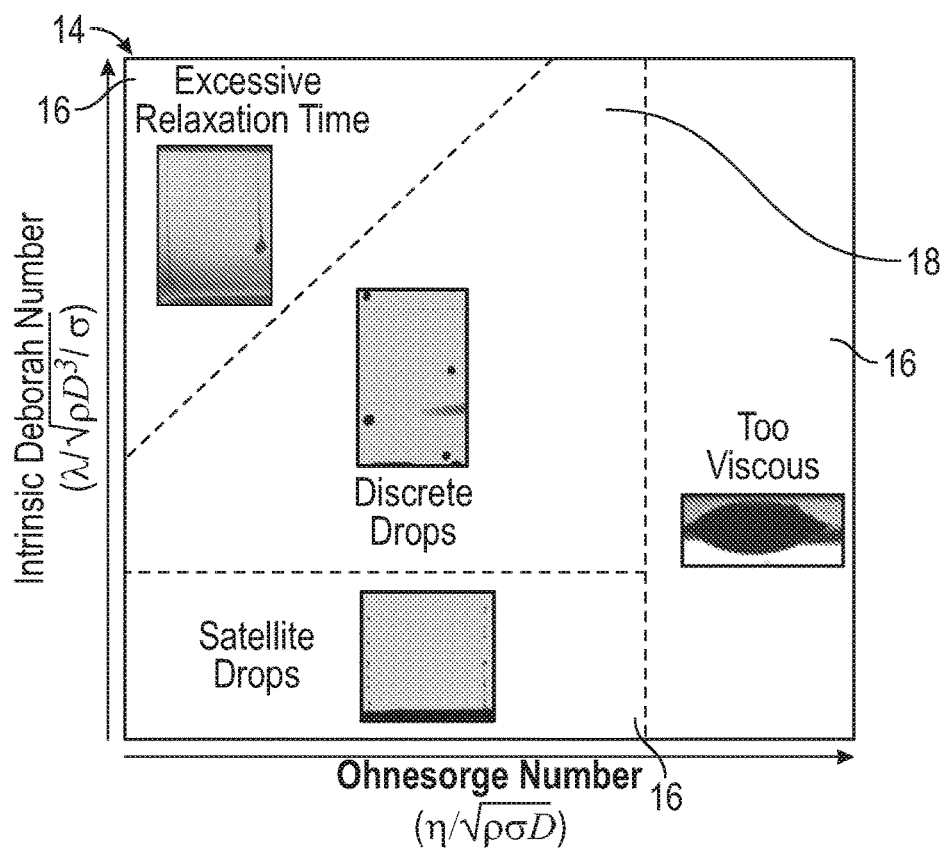 14
16
Excessive
Relaxation Time
18
16
Too
Viscous
Discrete
Drops
Satellite
Drops
16
Intrinsic Deborah Number
(λ/√ρD³/σ)
Ohnesorge Number
(η/√ρσD)